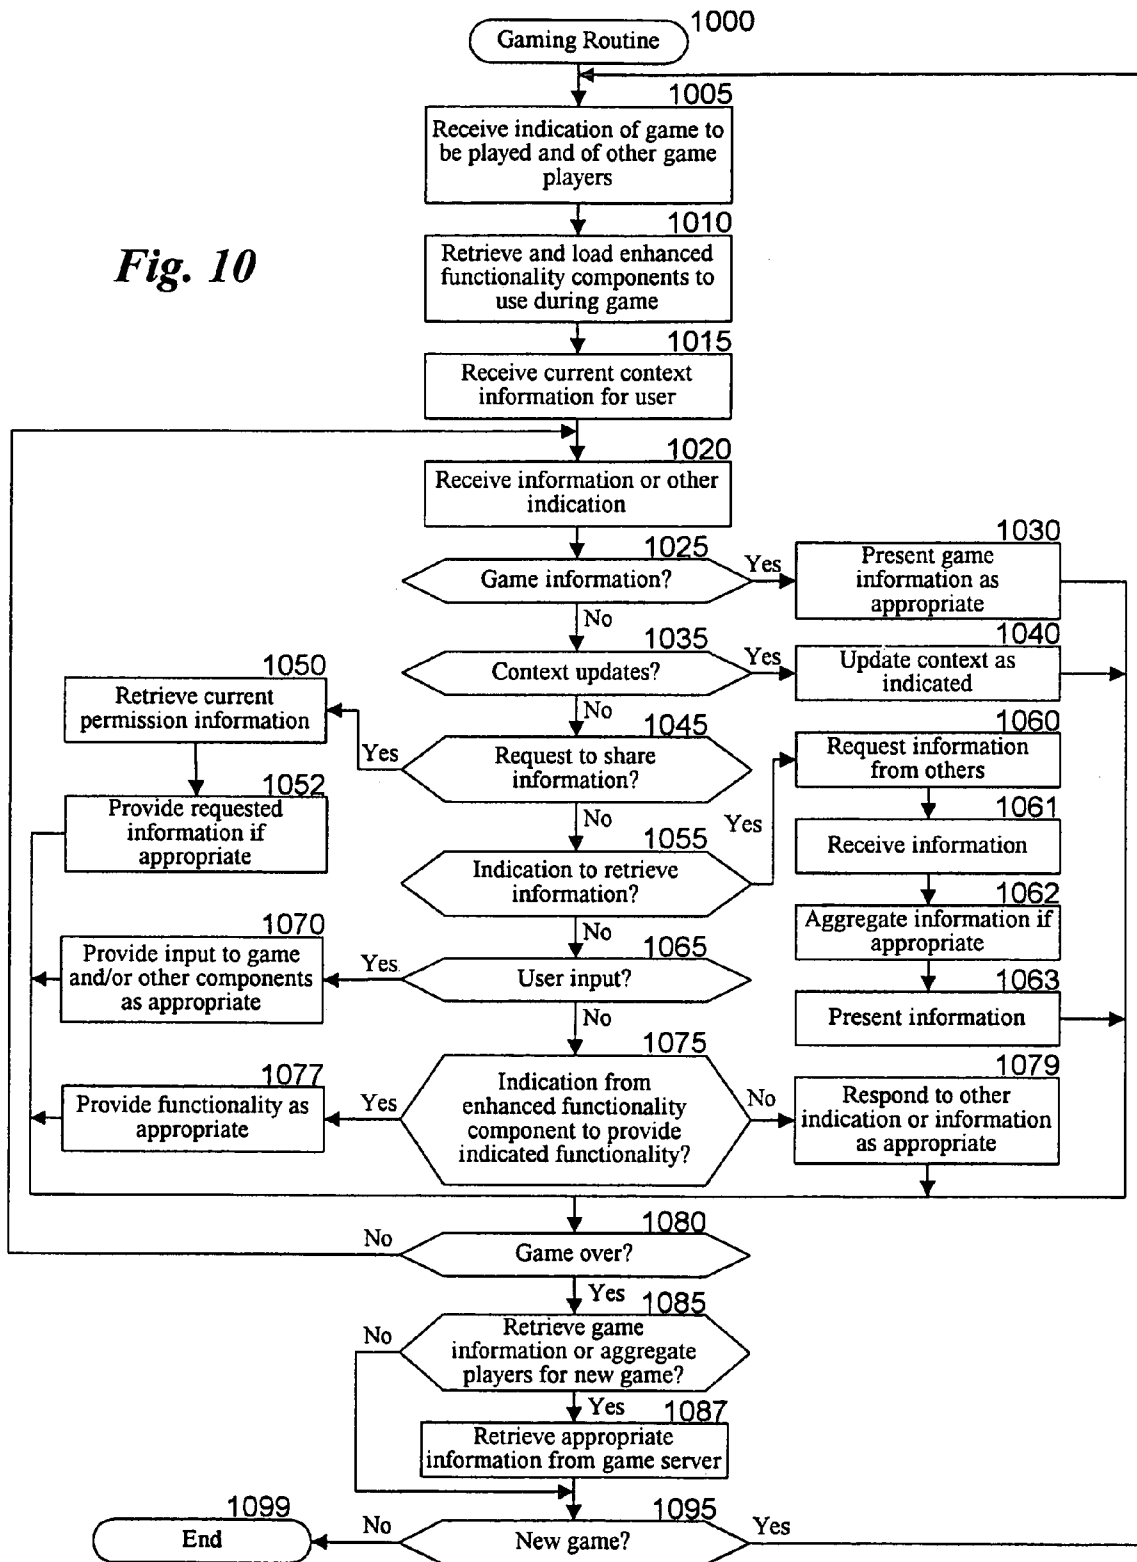 1000
Gaming Routine
1005
Receive indication of game to
be played and of other game
players
1010
Retrieve and load enhanced
functionality components to
use during game
Fig. 10
1015
Receive current context
information for user
1020
Receive information or other
indication
1025
Game information?
Yes
1030
Present game
information as
appropriate
No
1035
Context updates?
Yes
1040
Update context as
indicated
No
1045
Request to share
information?
Yes
1050
Retrieve current
permission information
1052
Provide requested
information if
appropriate
No
1055
Indication to retrieve
information?
Yes
1060
Request information
from others
1061
Receive information
1062
Aggregate information if
appropriate
1063
Present information
No
1065
User input?
Yes
1070
Provide input to game
and/or other components
as appropriate
No
1075
Indication from
enhanced functionality
component to provide
indicated functionality?
Yes
1077
Provide functionality as
appropriate
No
1079
Respond to other
indication or information
as appropriate
1080
Game over?
No
Yes
1085
Retrieve game
information or aggregate
players for new game?
No
Yes
1087
Retrieve appropriate
information from game server
1095
New game?
Yes
No
1099
End